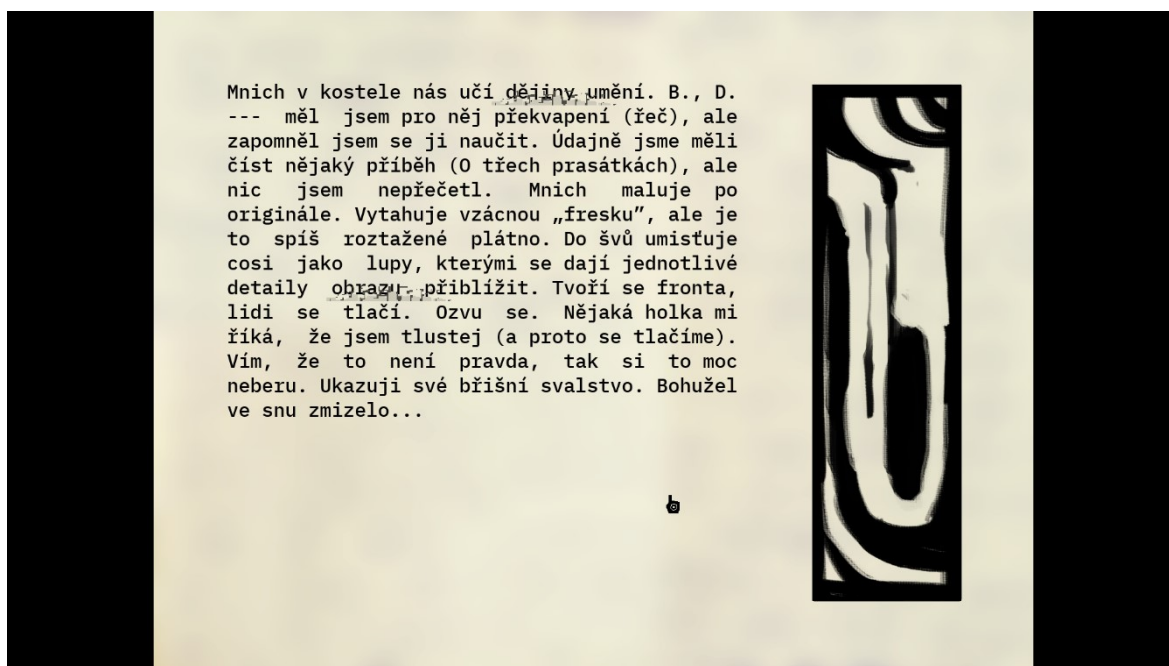 Mnich v kostele nás učí dějiny umění. B., D.
--- měl jsem pro něj překvapení (řeč), ale
zapomněl jsem se ji naučit. Údajně jsme měli
číst nějaký příběh (O třech prasátkách), ale
nic jsem nepřečetl. Mnich maluje po
originále. Vytahuje vzácnou „fresku”, ale je
to spíš roztažené plátno. Do švů umisťuje
cosi jako lupy, kterými se dají jednotlivé
detaily obrazu přiblížit. Tvoří se fronta,
lidi se tlačí. Ozvu se. Nějaká holka mi
říká, že jsem tlustej (a proto se tlačíme).
Vím, že to není pravda, tak si to moc
neberu. Ukazuji své břišní svalstvo. Bohužel
ve snu zmizelo...